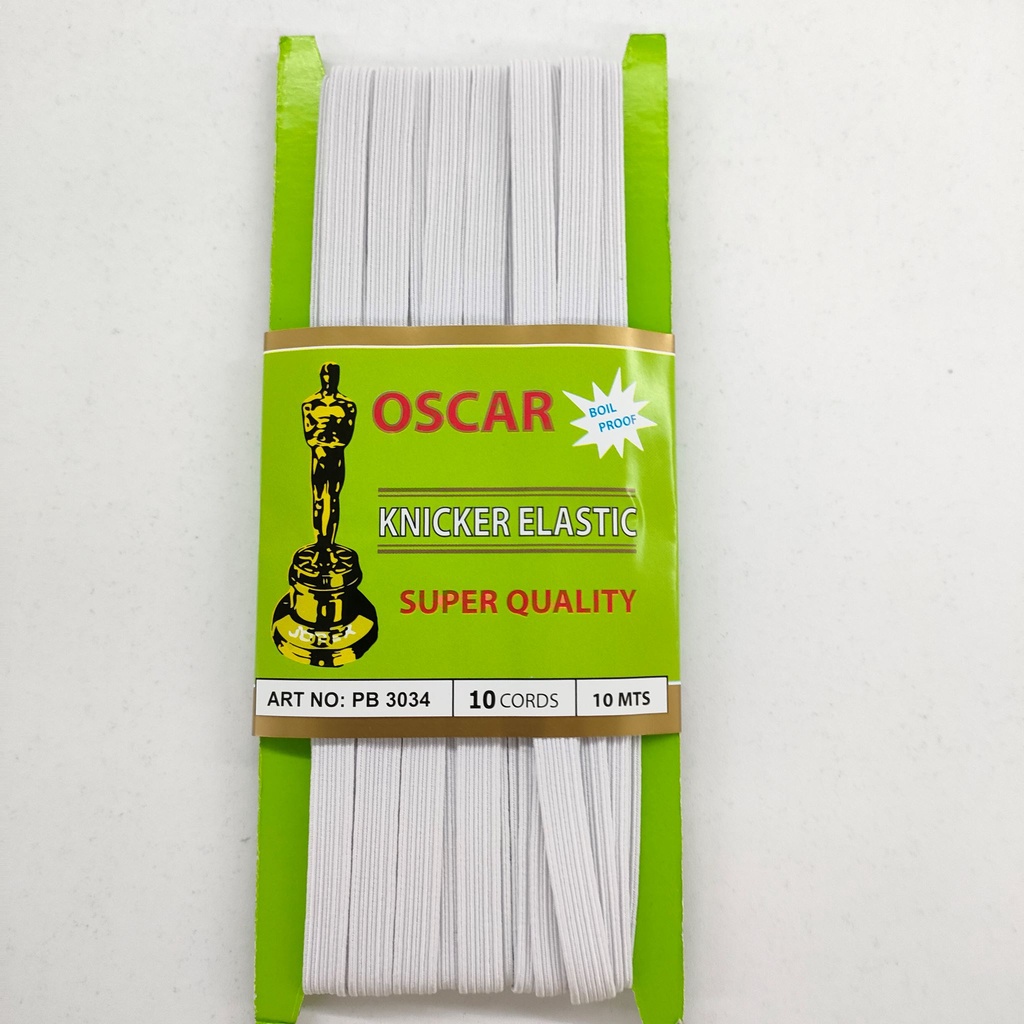 OSCAR
BOIL
PROOF
KNICKER ELASTIC
SUPER QUALITY
ART NO: PB 3034
10 CORDS
10 MTS